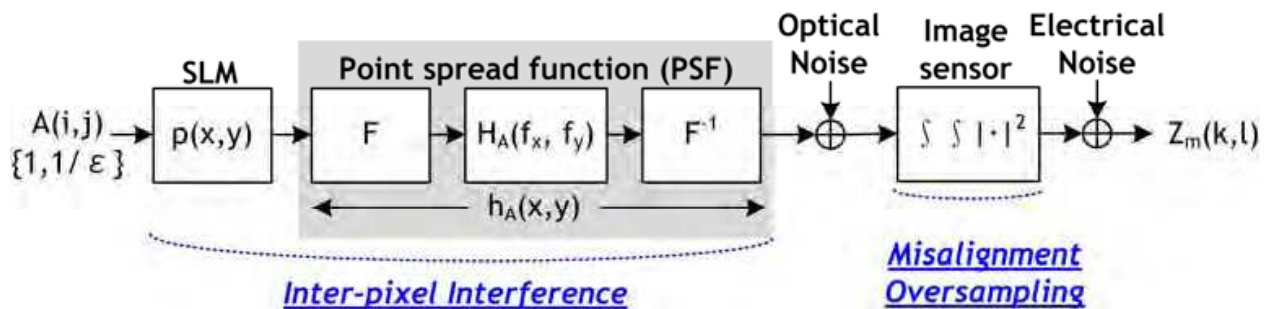 SLM
Point spread function (PSF)
Optical
Noise
Image
sensor
Electrical
Noise
A(i,j)
{1,1/ ε}
p(x,y)
F
H_A(f_x, f_y)
F^-1
∫ ∫ |·|^2
Z_m(k,l)
h_A(x,y)
Inter-pixel Interference
Misalignment
Oversampling